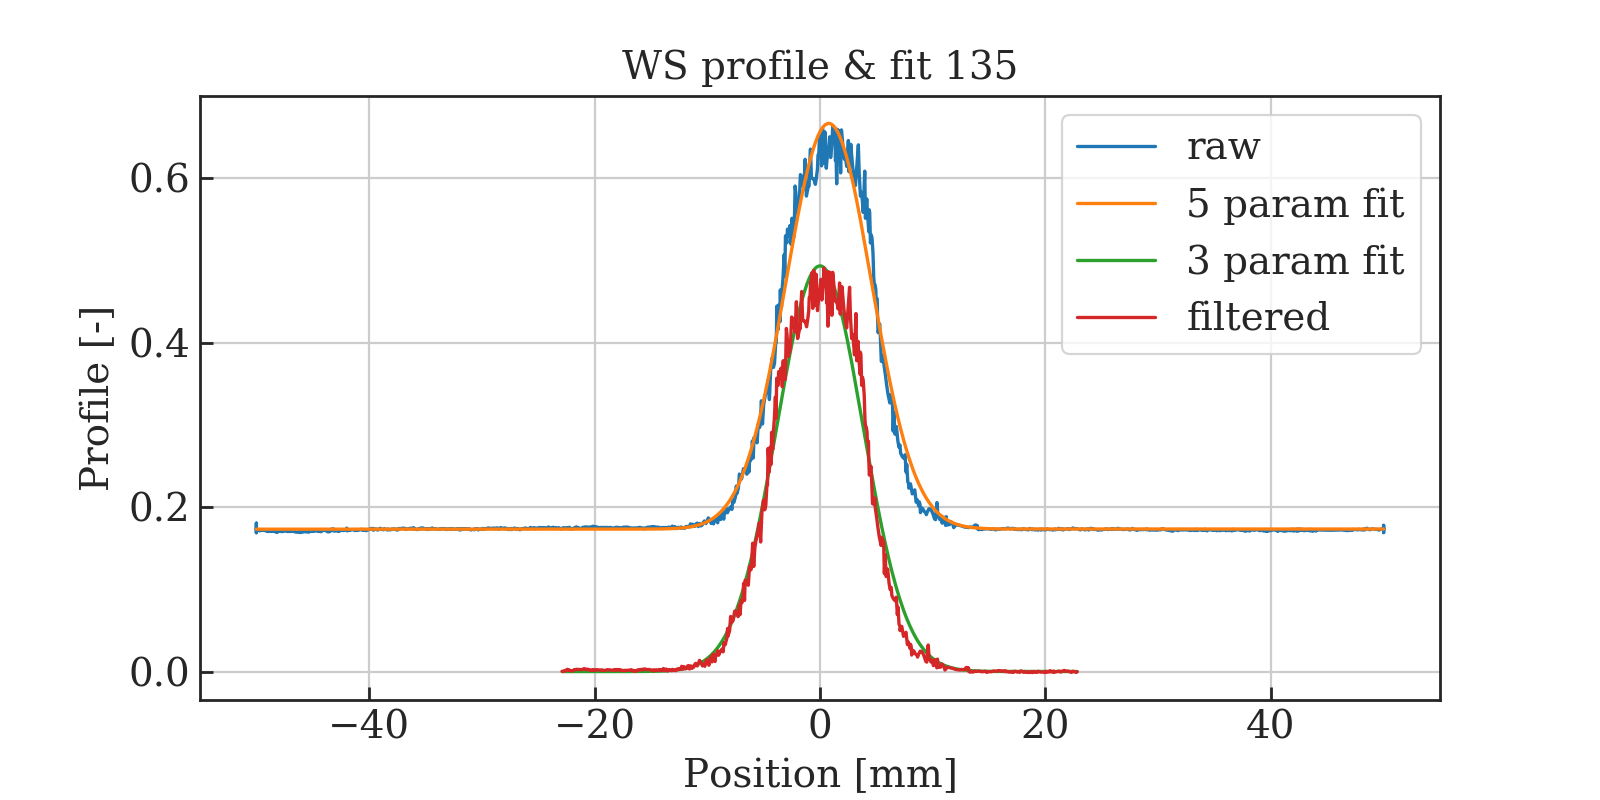 WS profile & fit 135
raw
5 param fit
3 param fit
filtered
0.6
0.4
0.2
0.0
Profile [-]
−40
−20
0
20
40
Position [mm]